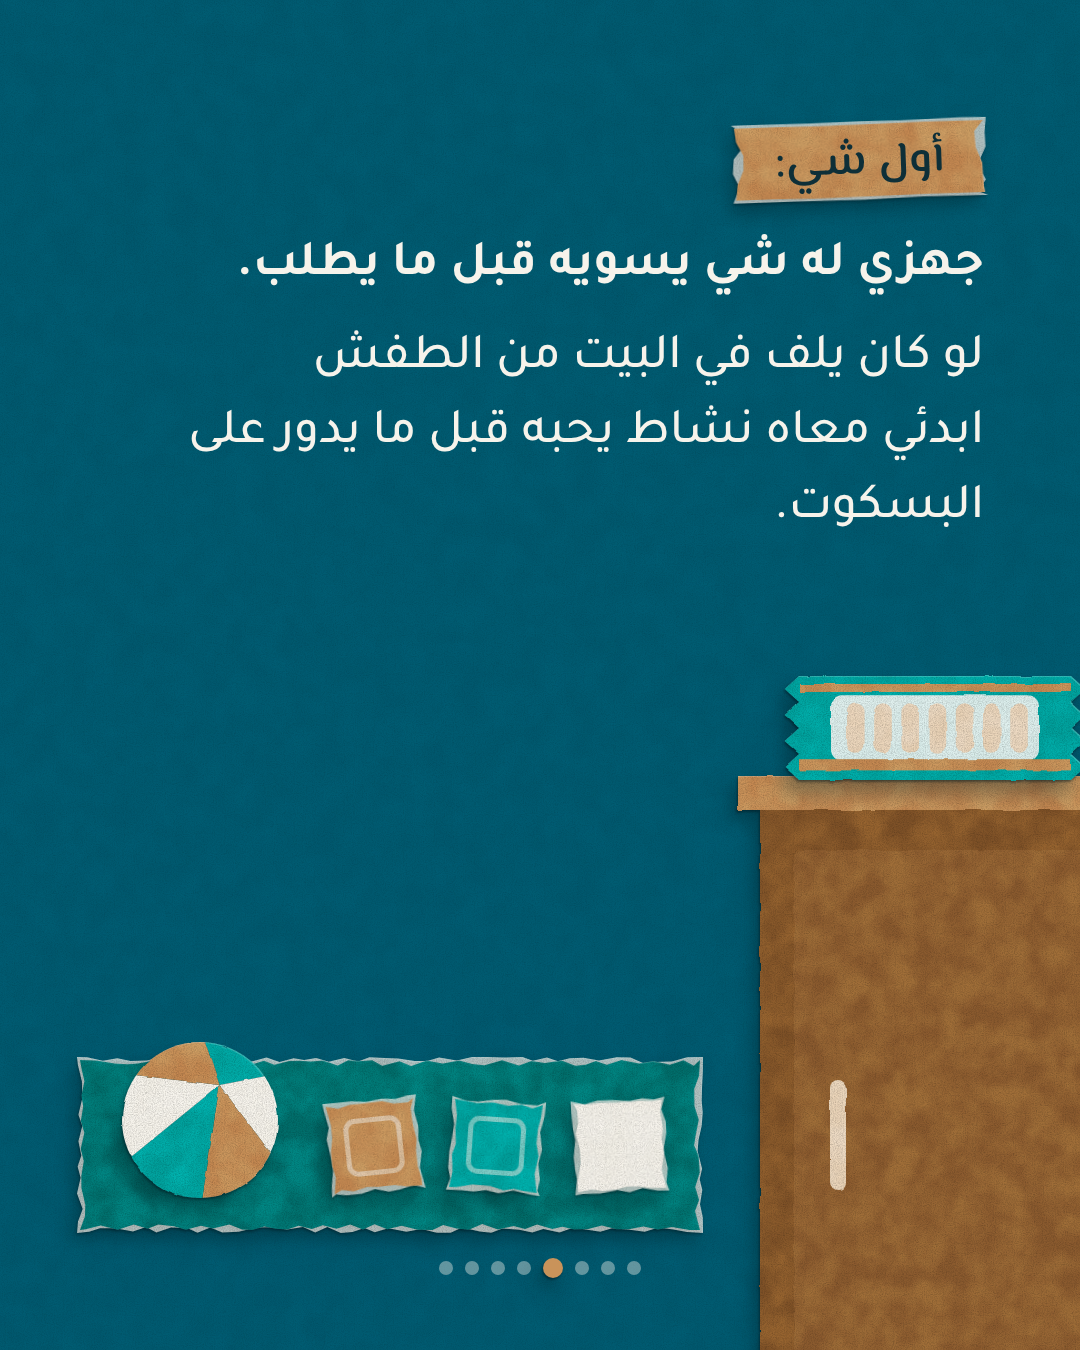 أول شي:
جهزي له شي يسويه قبل ما يطلب.
لو كان يلف في البيت من الطفش
ابدئي معاه نشاط يحبه قبل ما يدور على
البسكوت.